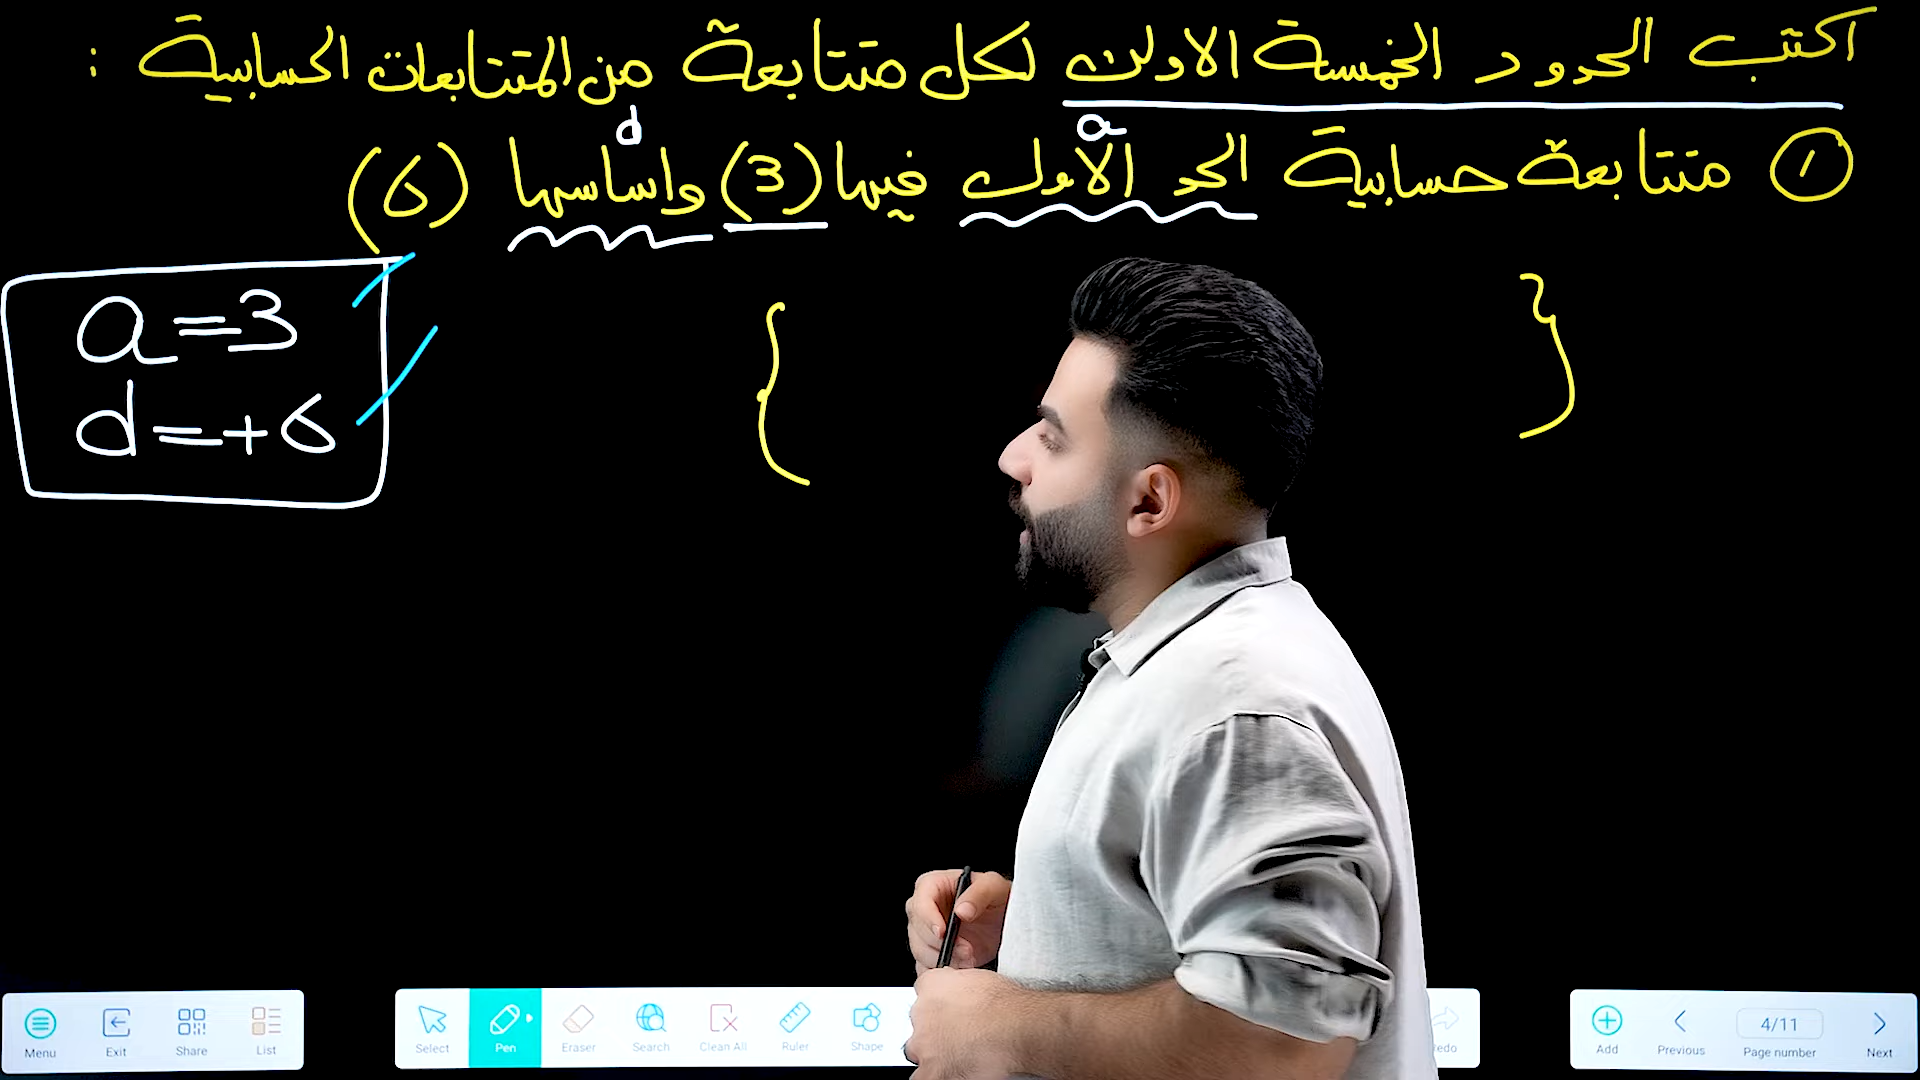 اكتب الحدود الخمسة الاولى لكل متتابعة من المتتابعات الحسابية :
d a
① متتابعة حسابية الحد الأول فيها (3) واساسها (6)
{ }
a=3
d=+6
Menu Exit Share List Select Pen Eraser Search Clean All Ruler Shape edo Add Previous 4/11 Page number Next